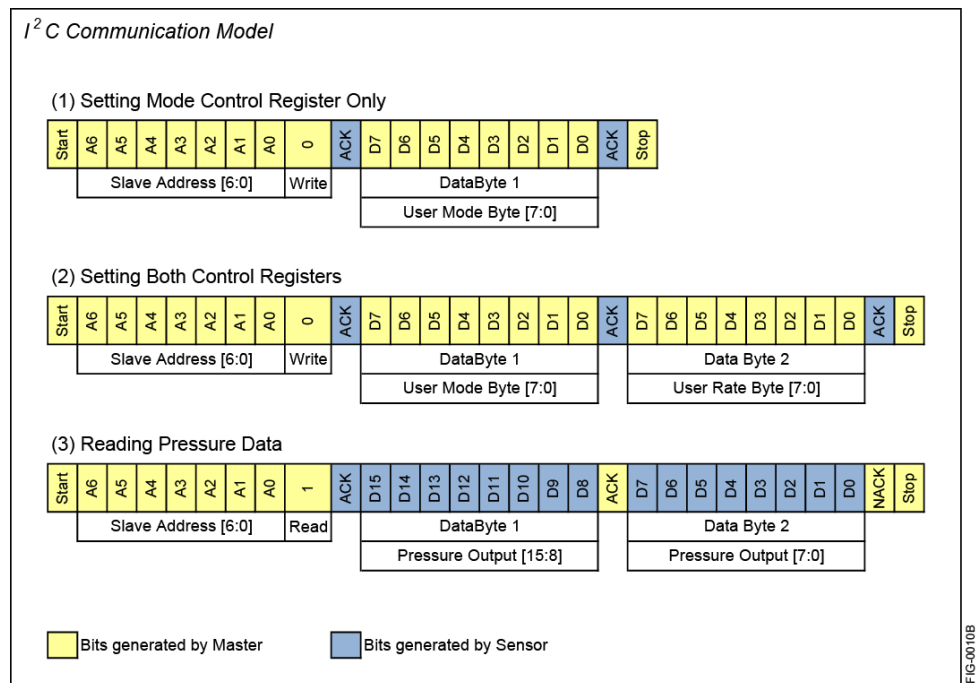 I2 C Communication Model
(1) Setting Mode Control Register Only
Start A6 A5 A4 A3 A2 A1 A0 0 ACK D7 D6 D5 D4 D3 D2 D1 D0 ACK Stop
Slave Address [6:0] Write DataByte 1
User Mode Byte [7:0]
(2) Setting Both Control Registers
Start A6 A5 A4 A3 A2 A1 A0 0 ACK D7 D6 D5 D4 D3 D2 D1 D0 ACK D7 D6 D5 D4 D3 D2 D1 D0 ACK Stop
Slave Address [6:0] Write DataByte 1 Data Byte 2
User Mode Byte [7:0] User Rate Byte [7:0]
(3) Reading Pressure Data
Start A6 A5 A4 A3 A2 A1 A0 1 ACK D15 D14 D13 D12 D11 D10 D9 D8 ACK D7 D6 D5 D4 D3 D2 D1 D0 NACK Stop
Slave Address [6:0] Read DataByte 1 Data Byte 2
Pressure Output [15:8] Pressure Output [7:0]
Bits generated by Master Bits generated by Sensor
FIG-0010B